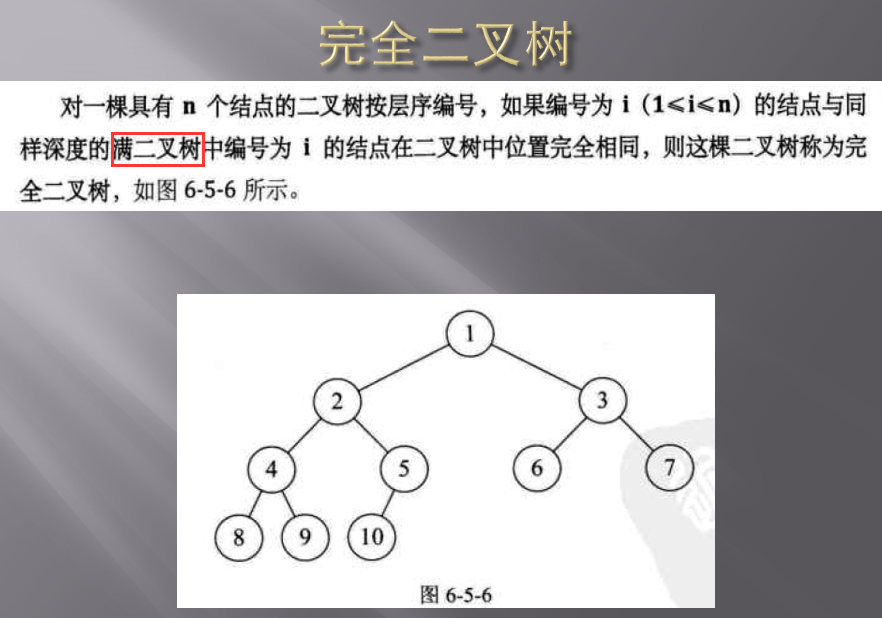 完全二叉树
对一棵具有 n 个结点的二叉树按层序编号，如果编号为 i（1≤i≤n）的结点与同
样深度的满二叉树中编号为 i 的结点在二叉树中位置完全相同，则这棵二叉树称为完
全二叉树，如图 6-5-6 所示。
1
2 3
4 5 6 7
8 9 10
图 6-5-6